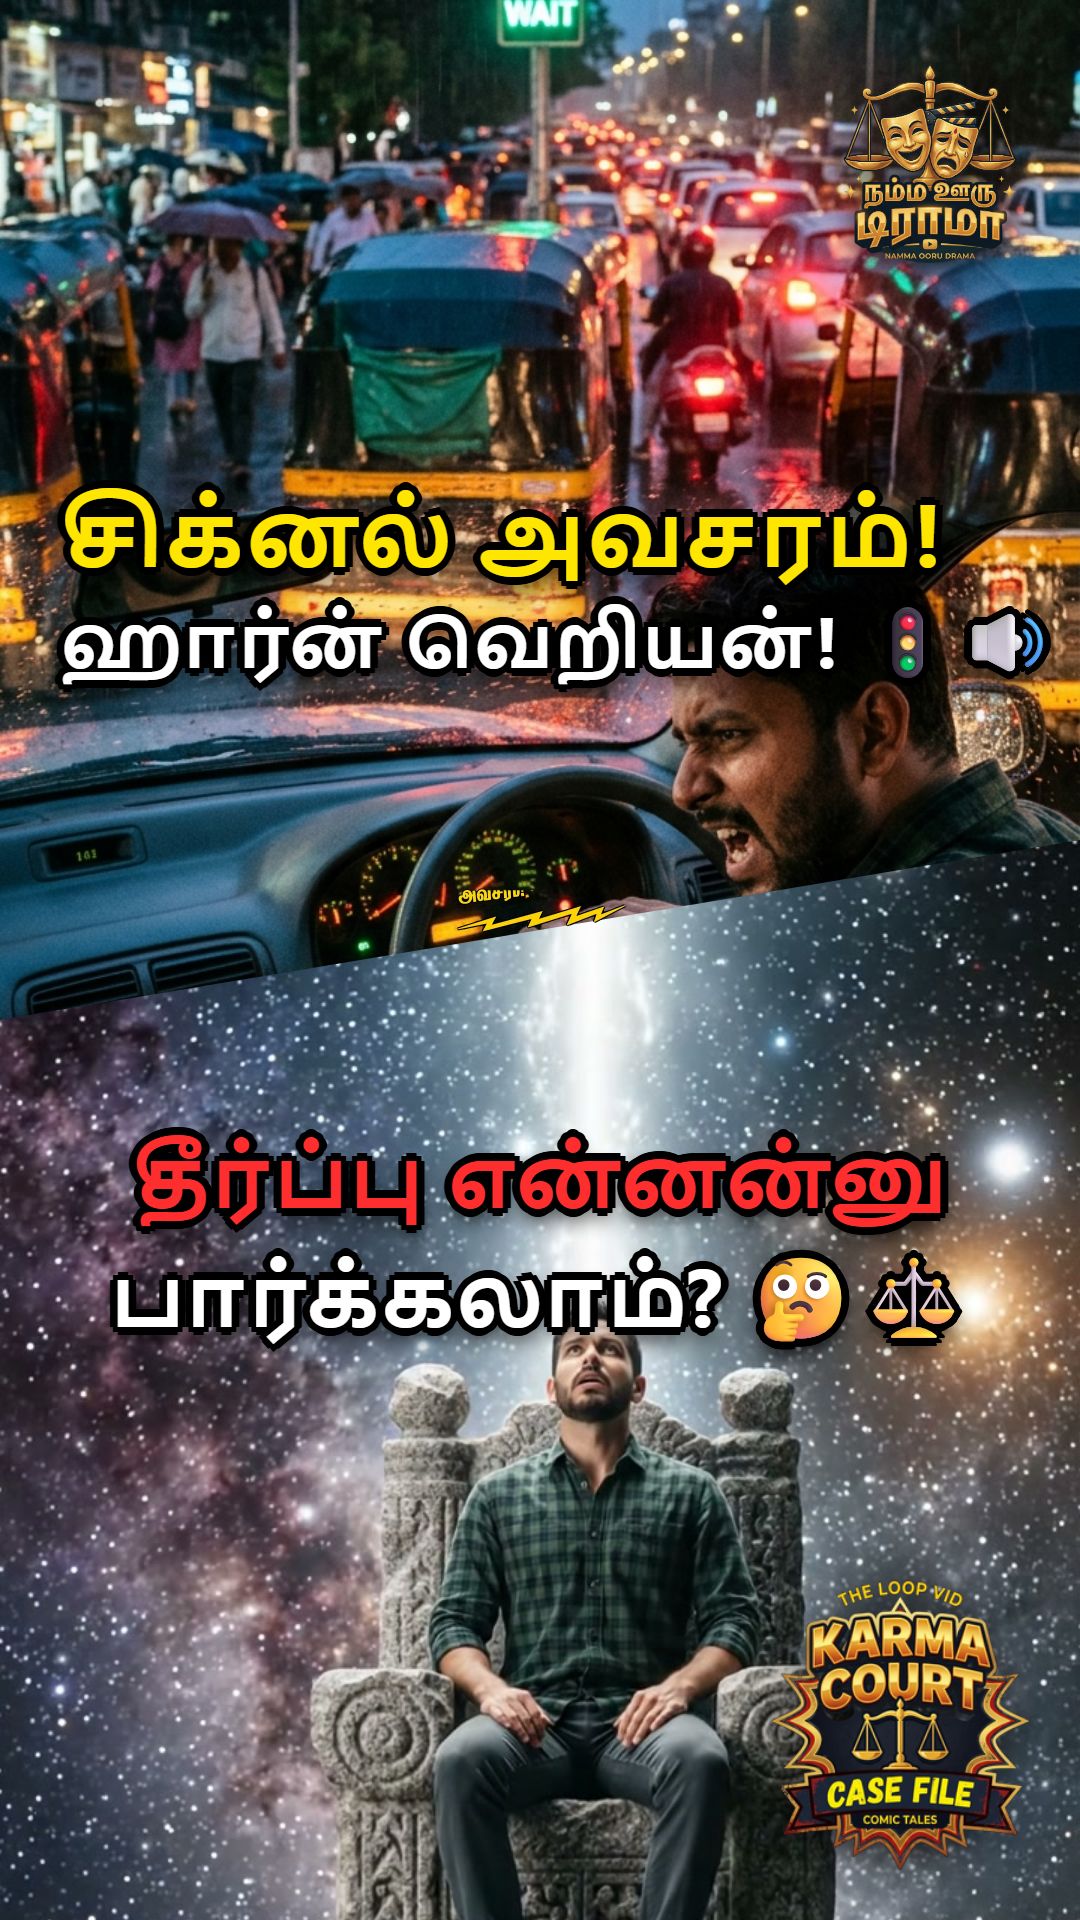 WAIT
நம்ம ஊரு
டிராமா
NAMMA OORU DRAMA
சிக்னல் அவசரம்!
ஹார்ன் வெறியன்! 🚦 🔊
தீர்ப்பு என்னன்னு
பார்க்கலாம்? 🤔 ⚖️
THE LOOP VID
KARMA
COURT
CASE FILE
COMIC TALES